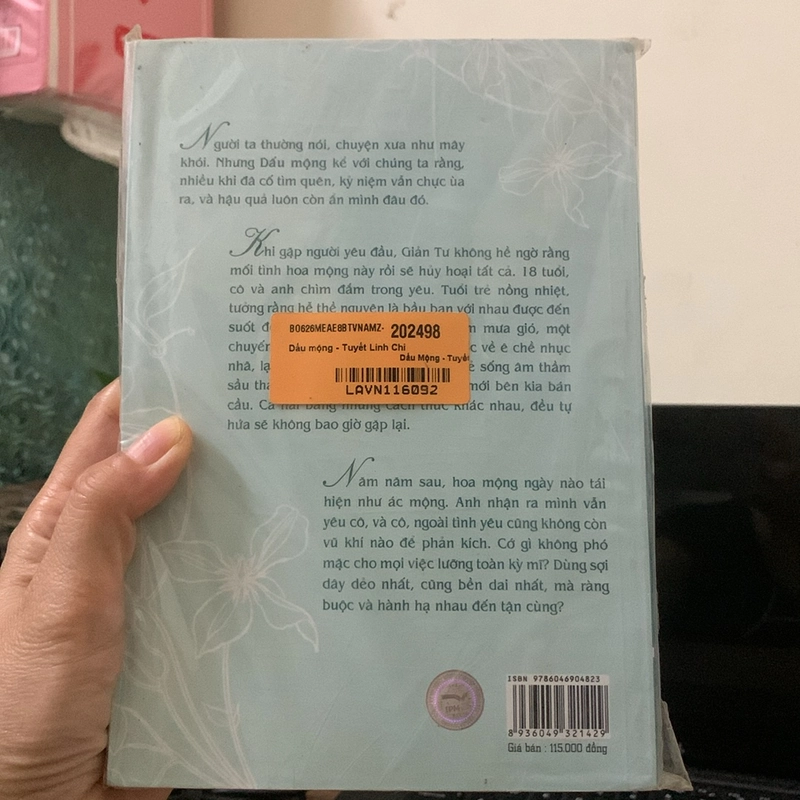 Người ta thường nói, chuyện xưa như mây
khói. Nhưng Dấu mộng kể với chúng ta rằng,
nhiều khi đã cố tìm quên, kỷ niệm vẫn chực ùa
ra, và hậu quả luôn còn ẩn mình đâu đó.
Khi gặp người yêu đầu, Giản Tư không hề ngờ rằng
mối tình hoa mộng này rồi sẽ hủy hoại tất cả. 18 tuổi,
cô và anh chìm đắm trong yêu. Tuổi trẻ nồng nhiệt,
tưởng rằng hễ thề nguyện là bầu bạn với nhau được đến
suốt đ
m mưa gió, một
chuyến
về ê chề nhục
nhã, lạ
sống âm thầm
sầu th
mới bên kia bán
cầu. Cả hai bằng những cách thức khác nhau, đều tự
hứa sẽ không bao giờ gặp lại.
B0626MEAE8BTVNAMZ- 202498
Dấu mộng - Tuyết Linh Chi
Dấu Mộng - Tuyế
LAVN116092
Năm năm sau, hoa mộng ngày nào tái
hiện như ác mộng. Anh nhận ra mình vẫn
yêu cô, và cô, ngoài tình yêu cũng không còn
vũ khí nào để phản kích. Cớ gì không phó
mặc cho mọi việc lưỡng toàn kỳ mĩ? Dùng sợi
dây dẻo nhất, cũng bền dai nhất, mà ràng
buộc và hành hạ nhau đến tận cùng?
ISBN 9786046904823
8 936049 321429
Giá bán : 115.000 đồng